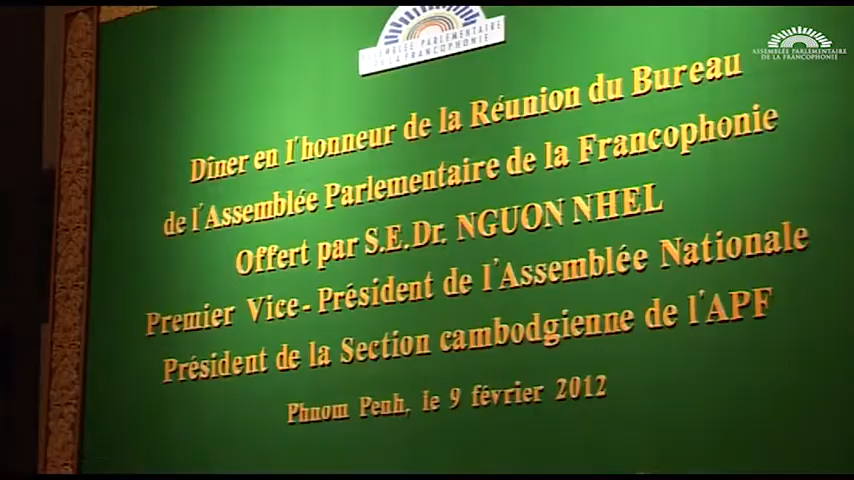 ASSEMBLÉE PARLEMENTAIRE
DE LA FRANCOPHONIE
ASSEMBLÉE PARLEMENTAIRE
DE LA FRANCOPHONIE
Dîner en l'honneur de la Réunion du Bureau
de l'Assemblée Parlementaire de la Francophonie
Offert par S.E.Dr. NGUON NHEL
Premier Vice-Président de l'Assemblée Nationale
Président de la Section cambodgienne de l'APF
Phnom Penh, le 9 février 2012